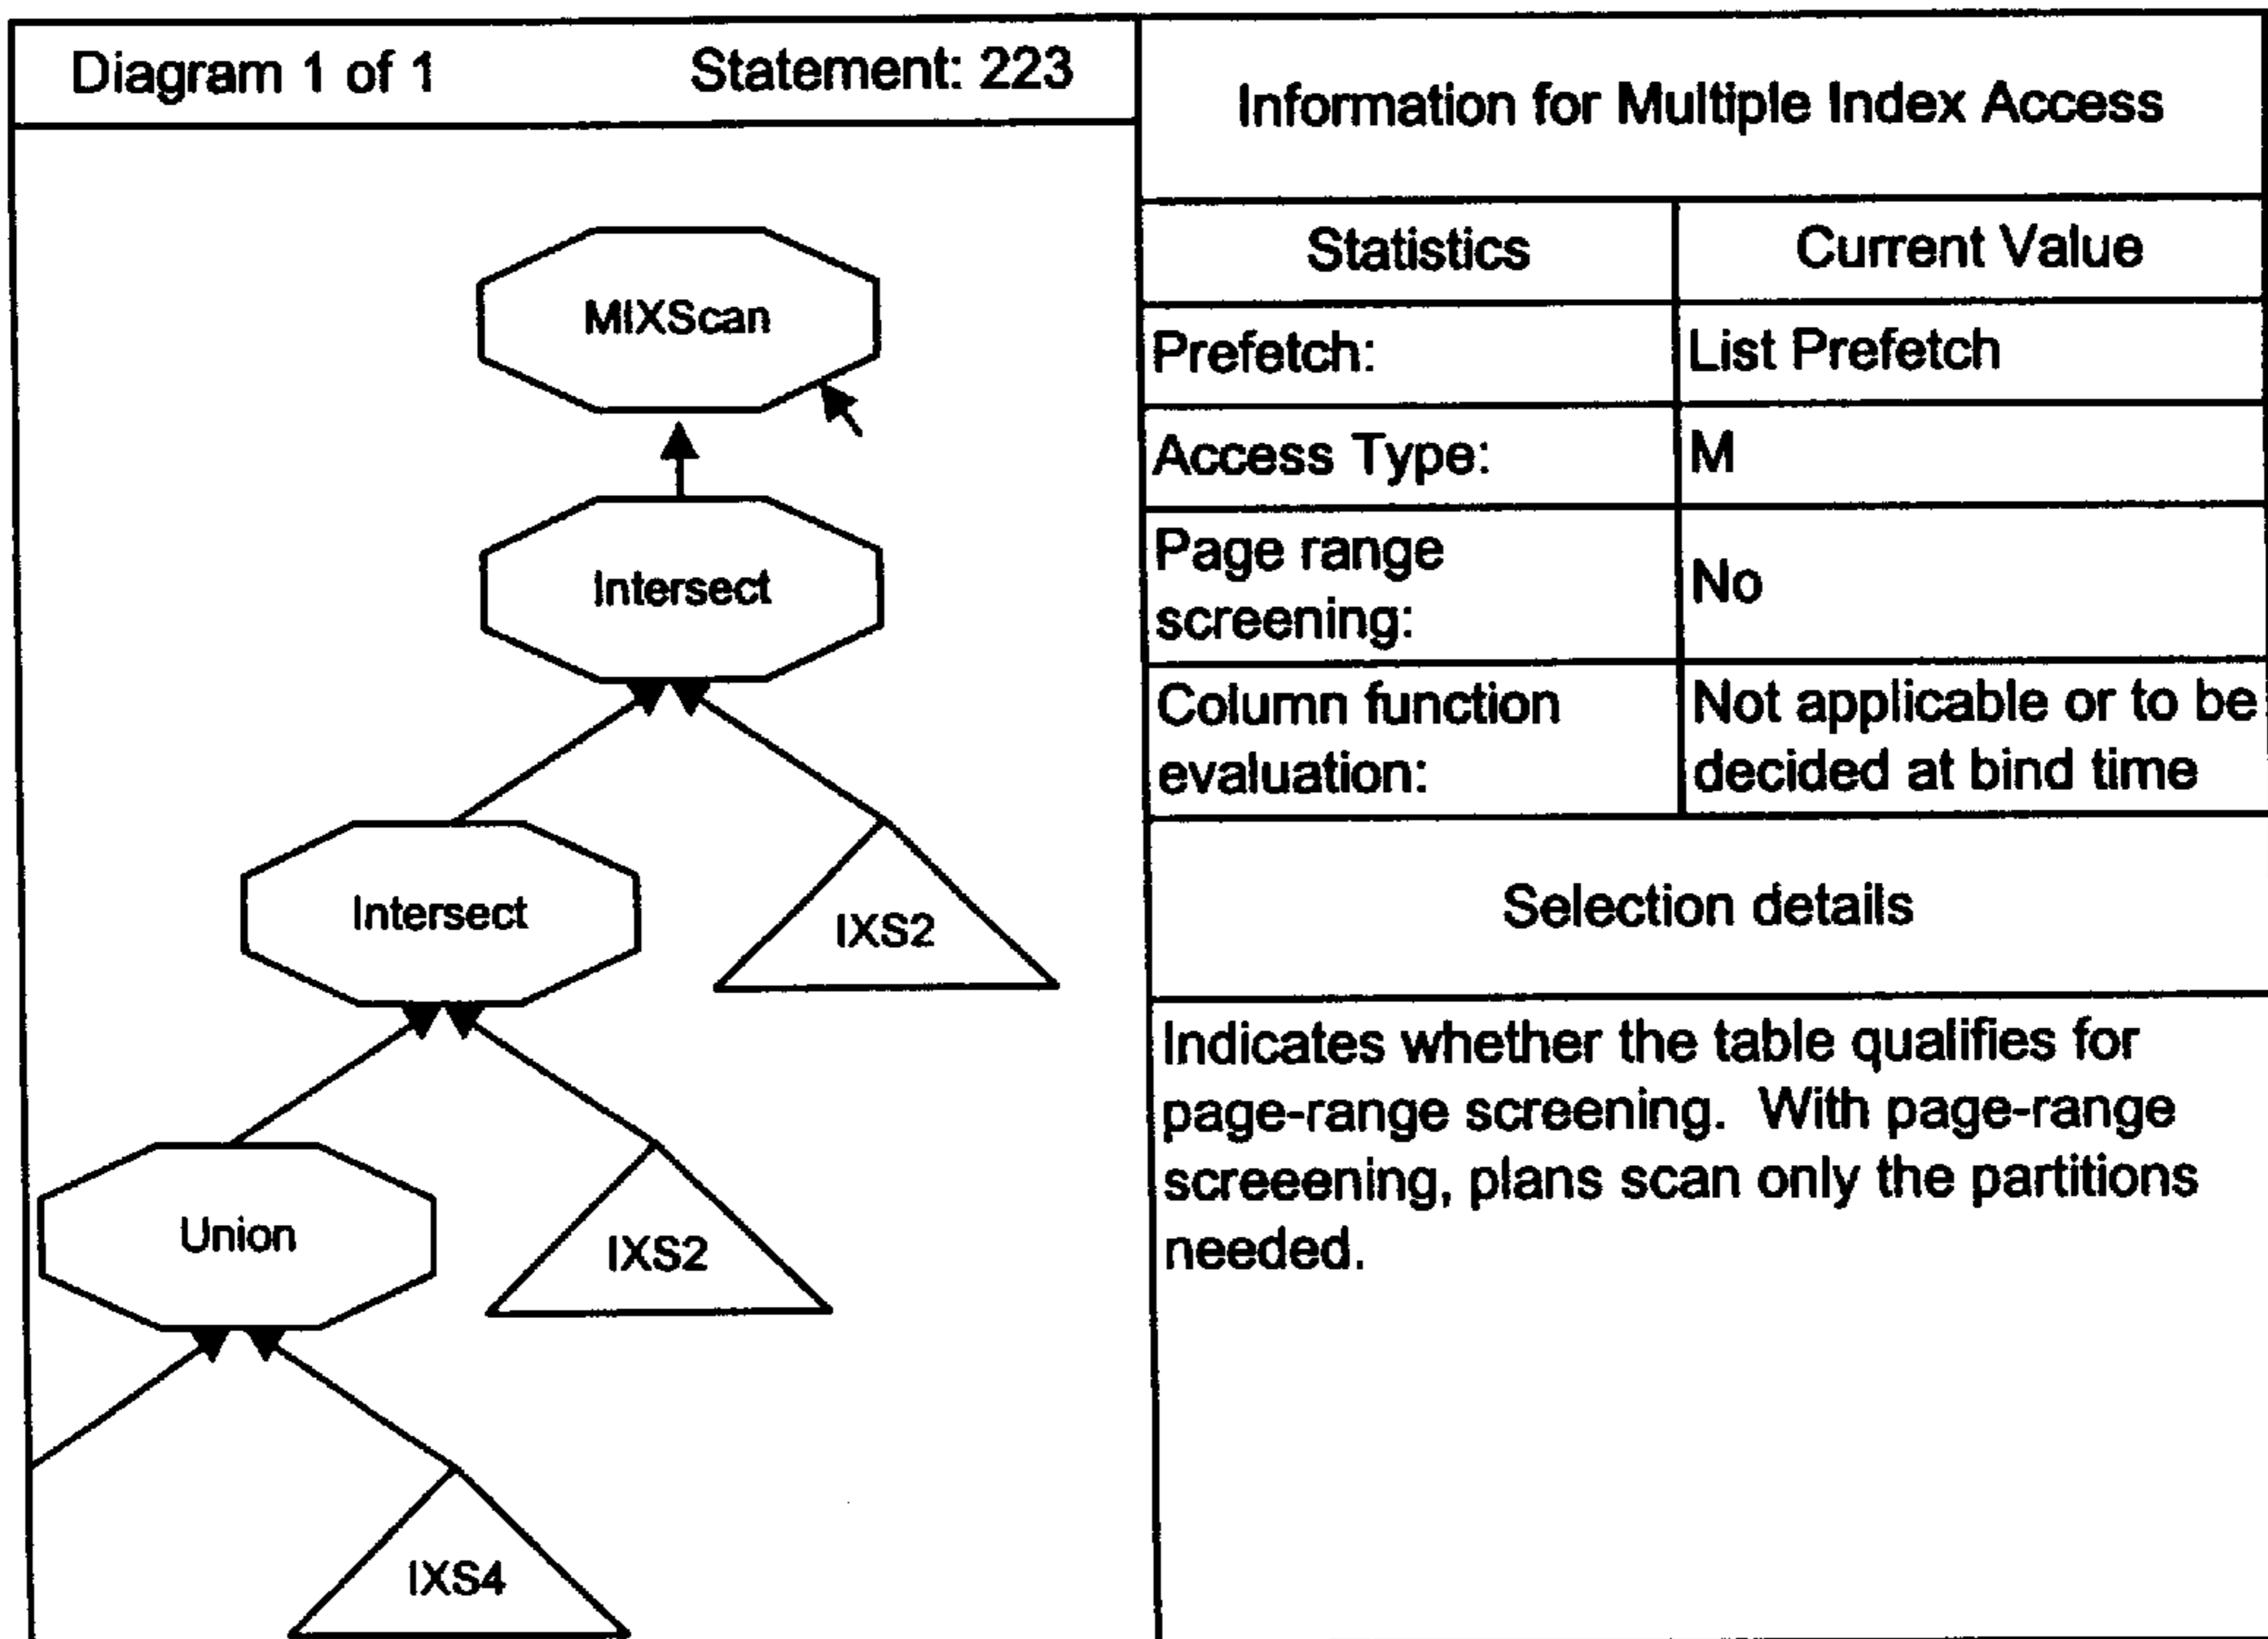 Diagram 1 of 1 Statement: 223
MIXScan
Intersect
Intersect
IXS2
Union
IXS2
IXS4
Information for Multiple Index Access
Statistics Current Value
Prefetch: List Prefetch
Access Type: M
Page range
screening:
No
Column function
evaluation:
Not applicable or to be
decided at bind time
Selection details
Indicates whether the table qualifies for
page-range screening. With page-range
screeening, plans scan only the partitions
needed.